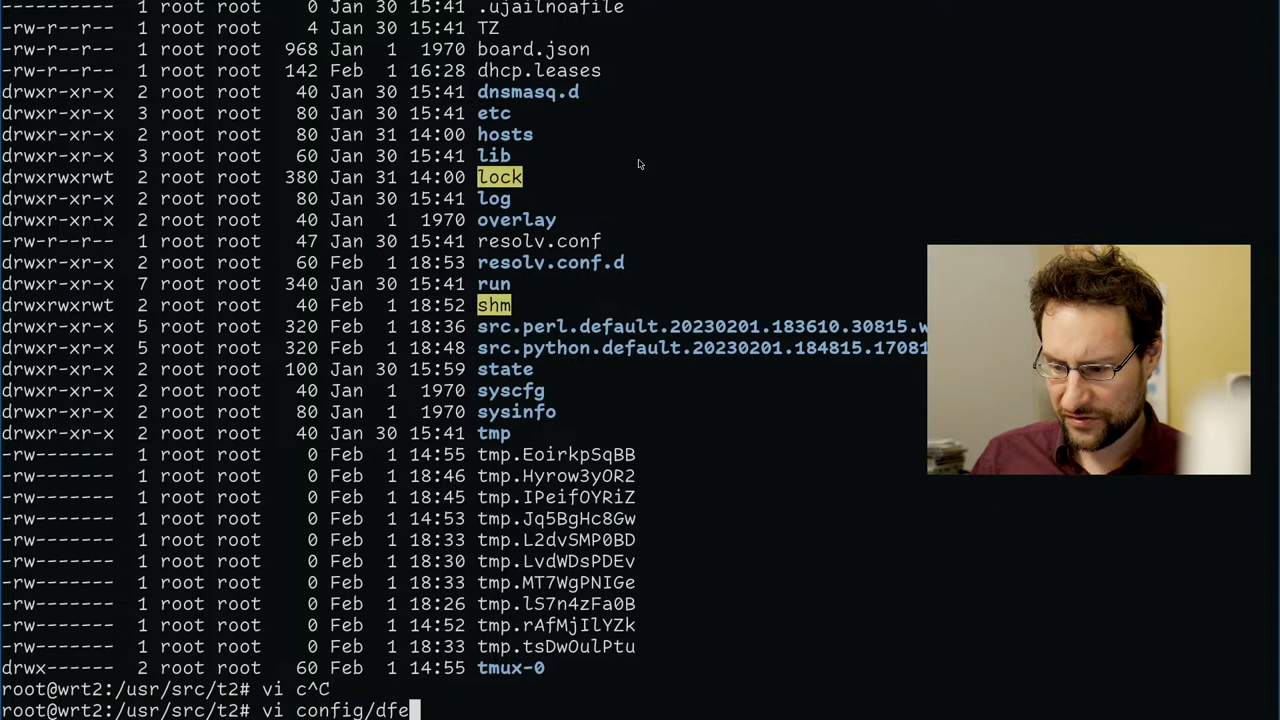 ---------- 1 root root 0 Jan 30 15:41 .ujailnoafile
-rw-r--r-- 1 root root 4 Jan 30 15:41 TZ
-rw-r--r-- 1 root root 968 Jan 1 1970 board.json
-rw-r--r-- 1 root root 142 Feb 1 16:28 dhcp.leases
drwxr-xr-x 2 root root 40 Jan 30 15:41 dnsmasq.d
drwxr-xr-x 3 root root 80 Jan 30 15:41 etc
drwxr-xr-x 2 root root 80 Jan 31 14:00 hosts
drwxr-xr-x 3 root root 60 Jan 30 15:41 lib
drwxrwxrwt 2 root root 380 Jan 31 14:00 lock
drwxr-xr-x 2 root root 80 Jan 30 15:41 log
drwxr-xr-x 2 root root 40 Jan 1 1970 overlay
-rw-r--r-- 1 root root 47 Jan 30 15:41 resolv.conf
drwxr-xr-x 2 root root 60 Feb 1 18:53 resolv.conf.d
drwxr-xr-x 7 root root 340 Jan 30 15:41 run
drwxrwxrwt 2 root root 40 Feb 1 18:52 shm
drwxr-xr-x 5 root root 320 Feb 1 18:36 src.perl.default.20230201.183610.30815.w
drwxr-xr-x 5 root root 320 Feb 1 18:48 src.python.default.20230201.184815.17081
drwxr-xr-x 2 root root 100 Jan 30 15:59 state
drwxr-xr-x 2 root root 40 Jan 1 1970 syscfg
drwxr-xr-x 2 root root 80 Jan 1 1970 sysinfo
drwxr-xr-x 2 root root 40 Jan 30 15:41 tmp
-rw------- 1 root root 0 Feb 1 14:55 tmp.EoirkpSqBB
-rw------- 1 root root 0 Feb 1 18:46 tmp.Hyrow3yOR2
-rw------- 1 root root 0 Feb 1 18:45 tmp.IPeifOYRiZ
-rw------- 1 root root 0 Feb 1 14:53 tmp.Jq5BgHc8Gw
-rw------- 1 root root 0 Feb 1 18:33 tmp.L2dvSMP0BD
-rw------- 1 root root 0 Feb 1 18:30 tmp.LvdWDsPDEv
-rw------- 1 root root 0 Feb 1 18:33 tmp.MT7WgPNIGe
-rw------- 1 root root 0 Feb 1 18:26 tmp.lS7n4zFa0B
-rw------- 1 root root 0 Feb 1 14:52 tmp.rAfMjIlYZk
-rw------- 1 root root 0 Feb 1 18:33 tmp.tsDwOulPtu
drwx------ 2 root root 60 Feb 1 14:55 tmux-0
root@wrt2:/usr/src/t2# vi c^C
root@wrt2:/usr/src/t2# vi config/dfe